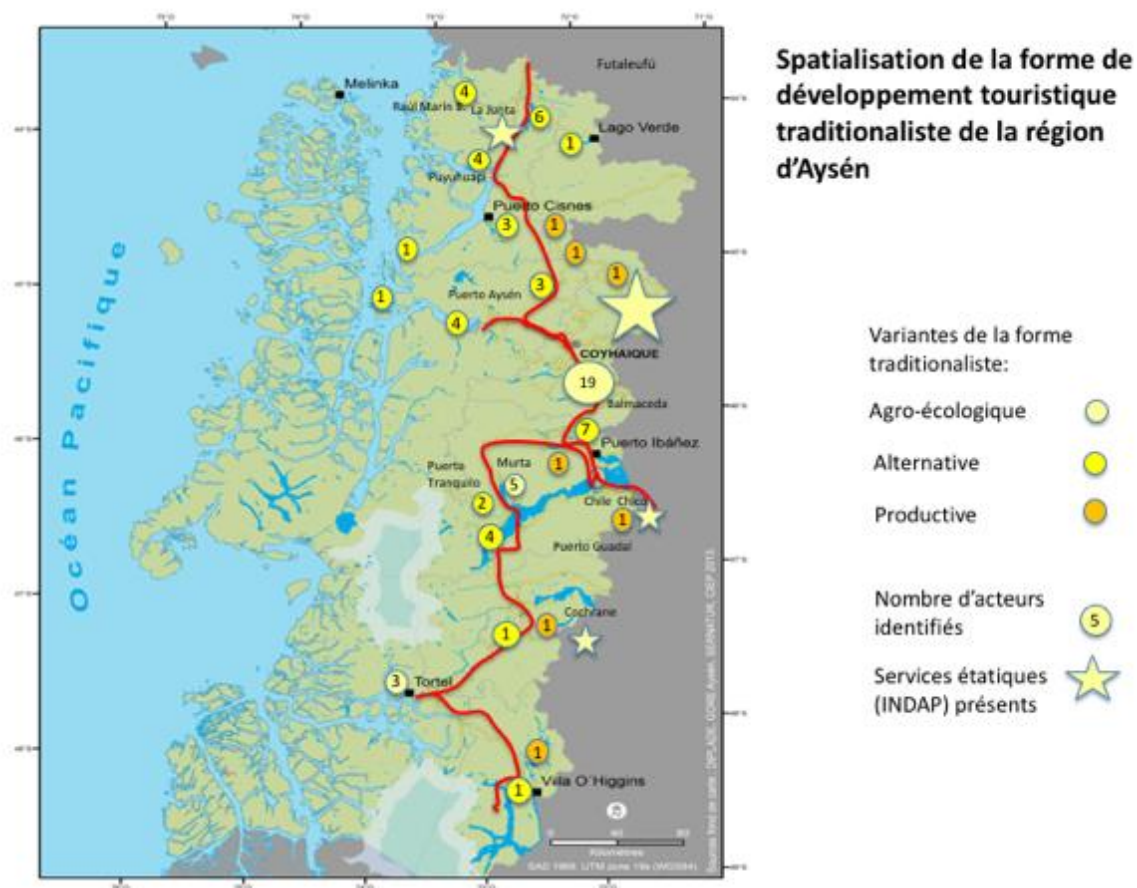 Spatialisation de la forme de
développement touristique
traditionaliste de la région
d'Aysén
Futaleufú
Melinka
4
Raúl Marín B.
La Junta
6
Lago Verde
1
4
Puyuhuapi
Puerto Cisnes
3
1
1
1
1
1
3
Puerto Aysén
4
COYHAIQUE
19
Balmaceda
7
Puerto Ibáñez
Murta
1
Puerto
Tranquilo
5
2
Chile Chico
4
1
Puerto Guadal
Cochrane
1
1
3
Tortel
1
Villa O´Higgins
1
Océan Pacifique
Variantes de la forme
traditionaliste:
Agro-écologique
Alternative
Productive
Nombre d'acteurs
identifiés
5
Services étatiques
(INDAP) présents
0
Kilomètres